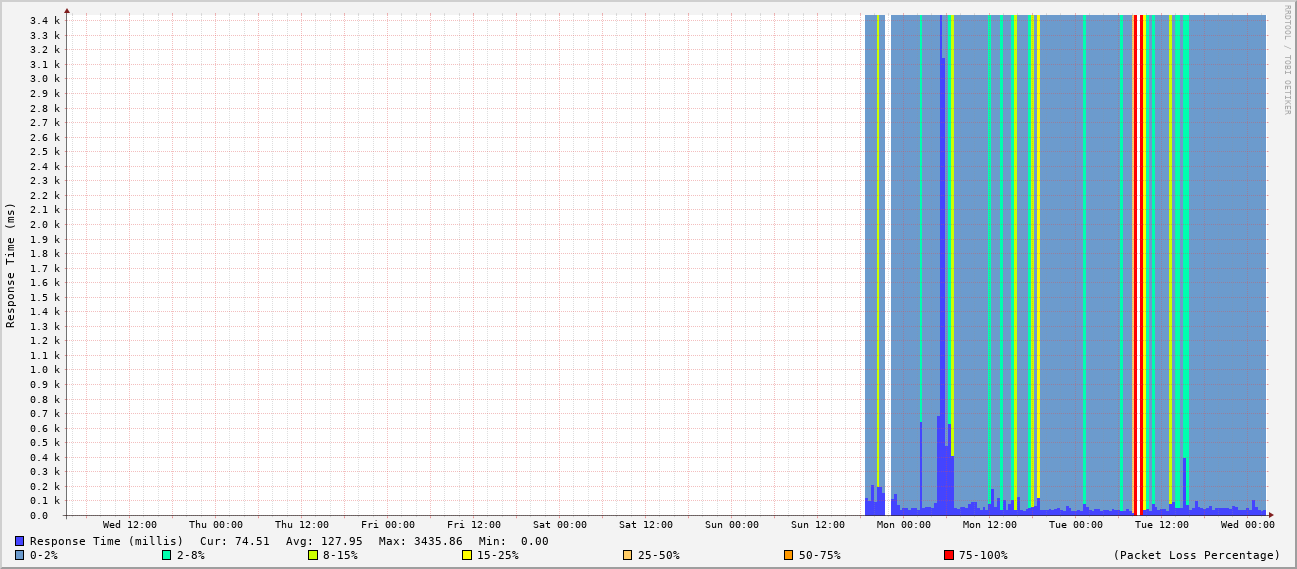 3.4 k
3.3 k
3.2 k
3.1 k
3.0 k
2.9 k
2.8 k
2.7 k
2.6 k
2.5 k
2.4 k
2.3 k
2.2 k
2.1 k
2.0 k
1.9 k
1.8 k
1.7 k
1.6 k
1.5 k
1.4 k
1.3 k
1.2 k
1.1 k
1.0 k
0.9 k
0.8 k
0.7 k
0.6 k
0.5 k
0.4 k
0.3 k
0.2 k
0.1 k
0.0
Response Time (ms)
RRDTOOL / TOBI OETIKER
Wed 12:00 Thu 00:00 Thu 12:00 Fri 00:00 Fri 12:00 Sat 00:00 Sat 12:00 Sun 00:00 Sun 12:00 Mon 00:00 Mon 12:00 Tue 00:00 Tue 12:00 Wed 00:00
Response Time (millis) Cur: 74.51 Avg: 127.95 Max: 3435.86 Min: 0.00
0-2% 2-8% 8-15% 15-25% 25-50% 50-75% 75-100% (Packet Loss Percentage)